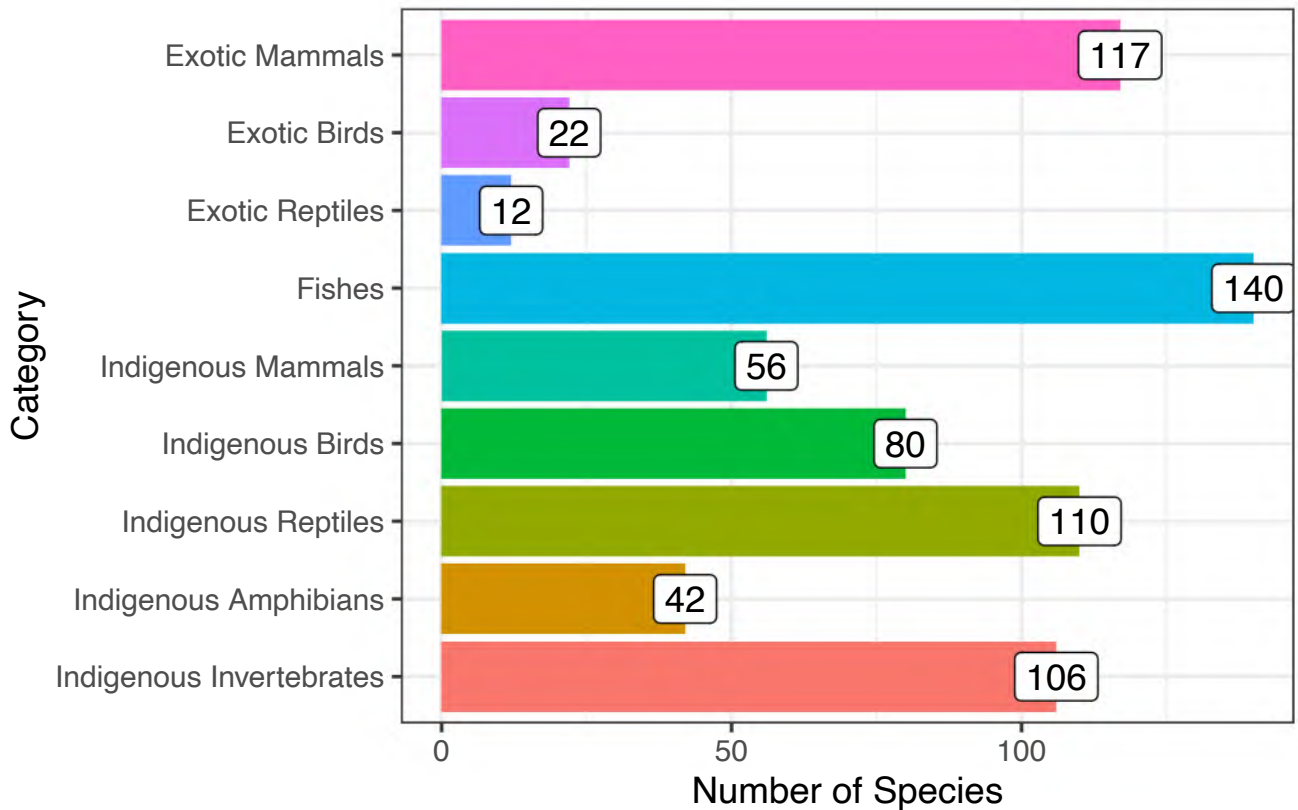 Exotic Mammals
117
Exotic Birds
22
Exotic Reptiles
12
Fishes
140
Indigenous Mammals
56
Indigenous Birds
80
Indigenous Reptiles
110
Indigenous Amphibians
42
Indigenous Invertebrates
106
Category
0 50 100
Number of Species